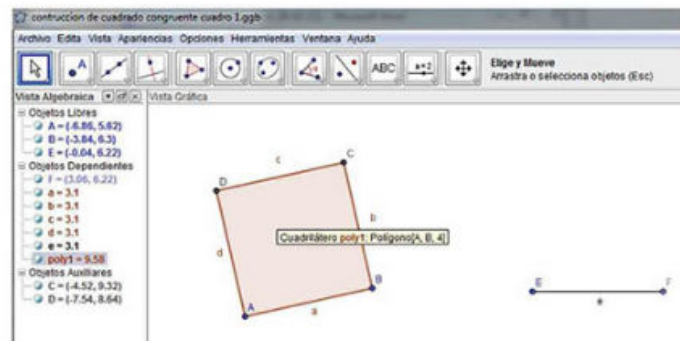 contruccion de cuadrado congruente cuadro 1.ggb
Archivo Edita Vista Apariencias Opciones Herramientas Ventana Ayuda
A
ABC
a=2
Elige y Mueve
Arrastra o selecciona objetos (Esc)
Vista Algebraica
Vista Gráfica
Objetos Libres
A = (-6.86, 5.62)
B = (-3.84, 6.3)
E = (-0.04, 6.22)
Objetos Dependientes
F = (3.06, 6.22)
a = 3.1
b = 3.1
c = 3.1
d = 3.1
e = 3.1
poly1 = 9.58
Objetos Auxiliares
C = (-4.52, 9.32)
D = (-7.54, 8.64)
c
C
D
b
Cuadrilátero poly1: Polígono[A, B, 4]
d
B
A
a
E
F
e